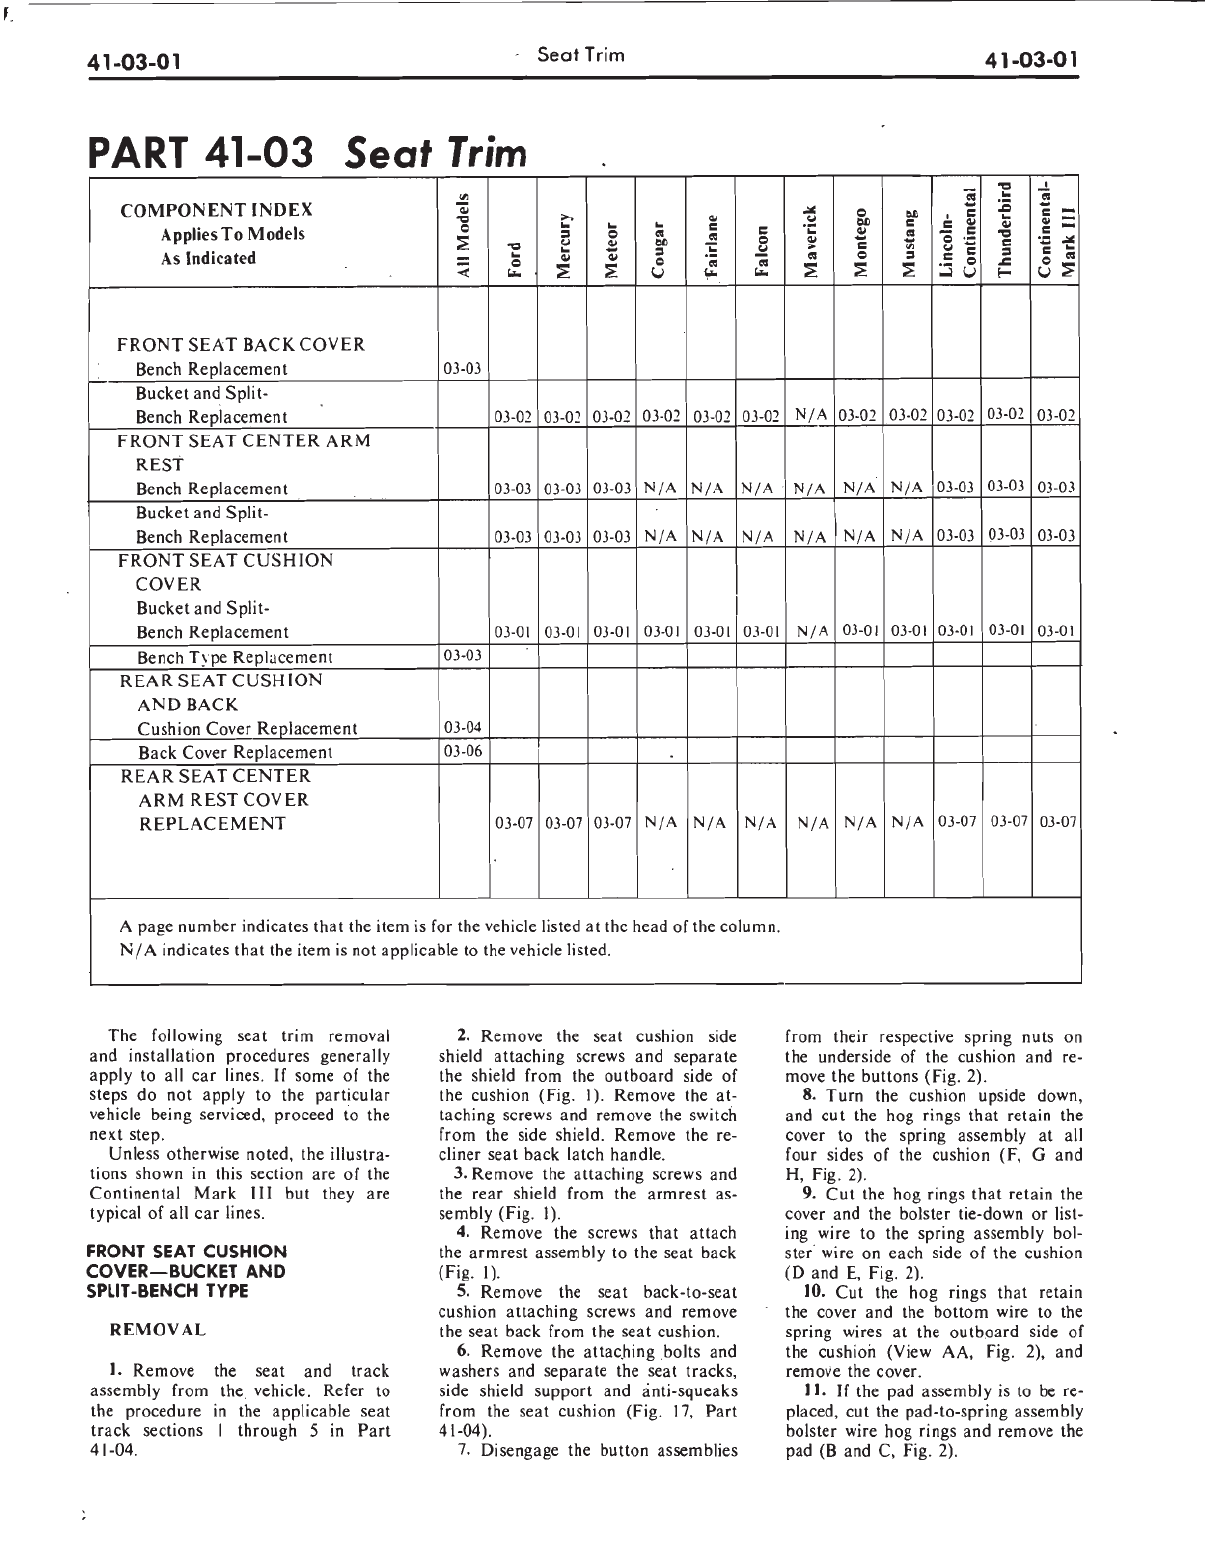 41-03-01 Seat Trim 41-03-01
PART 41-03 Seat Trim
COMPONENT INDEX
Applies To Models
As Indicated
All Models
Ford
Mercury
Meteor
Cougar
Fairlane
Falcon
Maverick
Montego
Mustang
Lincoln-
Continental
Thunderbird
Continental-
Mark III
FRONT SEAT BACK COVER
Bench Replacement 03-03
Bucket and Split-
Bench Replacement 03-02 03-02 03-02 03-02 03-02 03-02 N/A 03-02 03-02 03-02 03-02 03-02
FRONT SEAT CENTER ARM
REST
Bench Replacement 03-03 03-03 03-03 N/A N/A N/A N/A N/A N/A 03-03 03-03 03-03
Bucket and Split-
Bench Replacement 03-03 03-03 03-03 N/A N/A N/A N/A N/A N/A 03-03 03-03 03-03
FRONT SEAT CUSHION
COVER
Bucket and Split-
Bench Replacement 03-01 03-01 03-01 03-01 03-01 03-01 N/A 03-01 03-01 03-01 03-01 03-01
Bench Type Replacement 03-03
REAR SEAT CUSHION
AND BACK
Cushion Cover Replacement 03-04
Back Cover Replacement 03-06
REAR SEAT CENTER
ARM REST COVER
REPLACEMENT 03-07 03-07 03-07 N/A N/A N/A N/A N/A N/A 03-07 03-07 03-07
A page number indicates that the item is for the vehicle listed at the head of the column.
N/A indicates that the item is not applicable to the vehicle listed.
The following seat trim removal
and installation procedures generally
apply to all car lines. If some of the
steps do not apply to the particular
vehicle being serviced, proceed to the
next step.
Unless otherwise noted, the illustra-
tions shown in this section are of the
Continental Mark III but they are
typical of all car lines.
FRONT SEAT CUSHION
COVER—BUCKET AND
SPLIT-BENCH TYPE
REMOVAL
1. Remove the seat and track
assembly from the vehicle. Refer to
the procedure in the applicable seat
track sections 1 through 5 in Part
41-04.
2. Remove the seat cushion side
shield attaching screws and separate
the shield from the outboard side of
the cushion (Fig. 1). Remove the at-
taching screws and remove the switch
from the side shield. Remove the re-
cliner seat back latch handle.
3. Remove the attaching screws and
the rear shield from the armrest as-
sembly (Fig. 1).
4. Remove the screws that attach
the armrest assembly to the seat back
(Fig. 1).
5. Remove the seat back-to-seat
cushion attaching screws and remove
the seat back from the seat cushion.
6. Remove the attaching bolts and
washers and separate the seat tracks,
side shield support and anti-squeaks
from the seat cushion (Fig. 17, Part
41-04).
7. Disengage the button assemblies
from their respective spring nuts on
the underside of the cushion and re-
move the buttons (Fig. 2).
8. Turn the cushion upside down,
and cut the hog rings that retain the
cover to the spring assembly at all
four sides of the cushion (F, G and
H, Fig. 2).
9. Cut the hog rings that retain the
cover and the bolster tie-down or list-
ing wire to the spring assembly bol-
ster wire on each side of the cushion
(D and E, Fig. 2).
10. Cut the hog rings that retain
the cover and the bottom wire to the
spring wires at the outboard side of
the cushion (View AA, Fig. 2), and
remove the cover.
11. If the pad assembly is to be re-
placed, cut the pad-to-spring assembly
bolster wire hog rings and remove the
pad (B and C, Fig. 2).